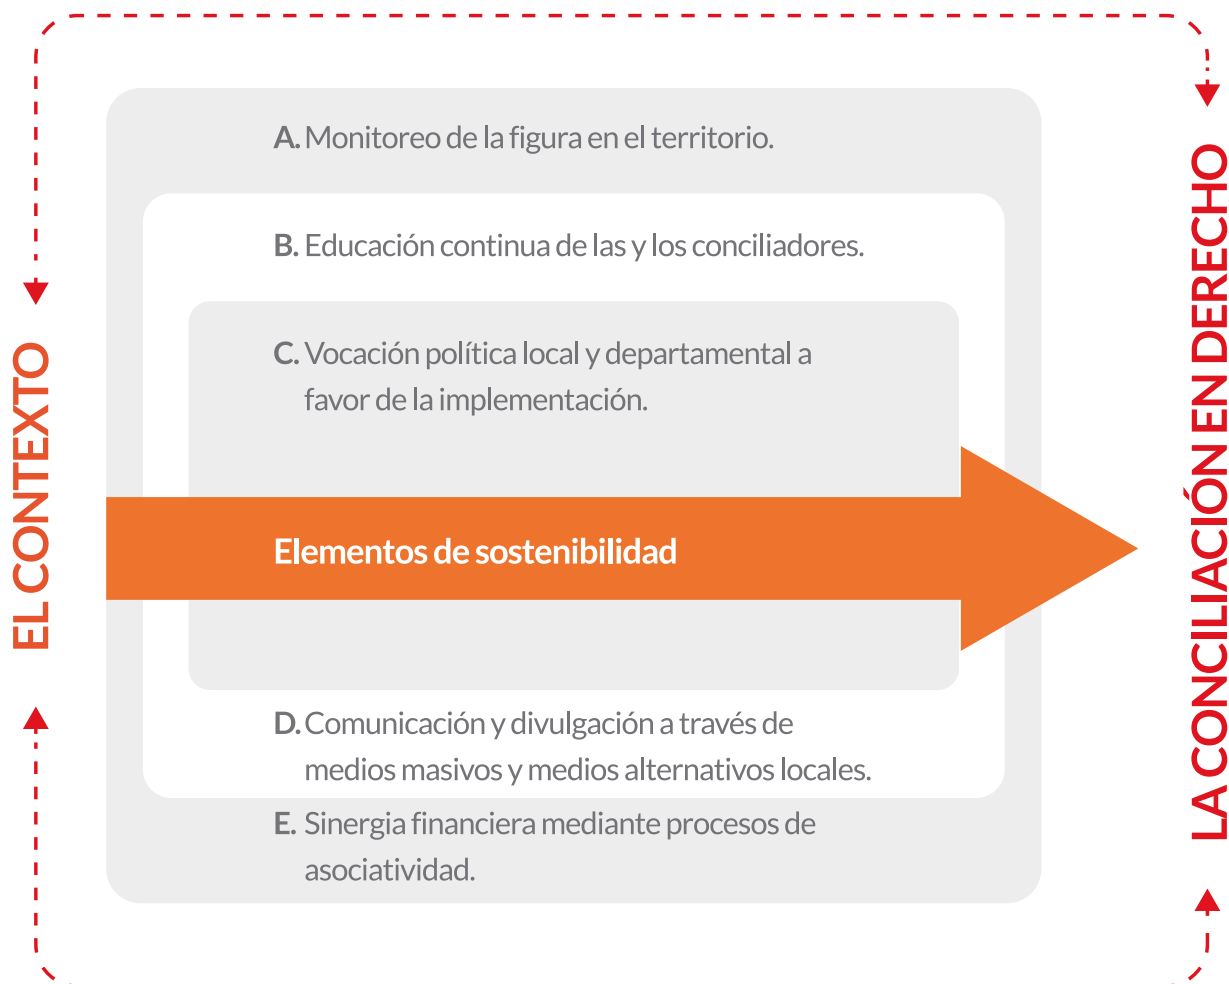 EL CONTEXTO
A. Monitoreo de la figura en el territorio.
B. Educación continua de las y los conciliadores.
C. Vocación política local y departamental a
favor de la implementación.
Elementos de sostenibilidad
D. Comunicación y divulgación a través de
medios masivos y medios alternativos locales.
E. Sinergia financiera mediante procesos de
asociatividad.
LA CONCILIACIÓN EN DERECHO